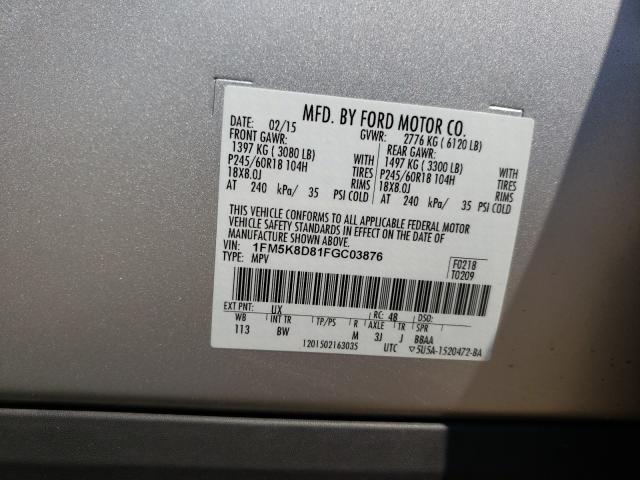 MFD. BY FORD MOTOR CO.
DATE: 02/15 GVWR: 2776 KG ( 6120 LB)
FRONT GAWR: REAR GAWR:
1397 KG ( 3080 LB) WITH 1497 KG ( 3300 LB) WITH
P245/60R18 104H TIRES P245/60R18 104H TIRES
18X8.0J RIMS 18X8.0J RIMS
AT 240 kPa/ 35 PSI COLD AT 240 kPa/ 35 PSI COLD
THIS VEHICLE CONFORMS TO ALL APPLICABLE FEDERAL MOTOR
VEHICLE SAFETY STANDARDS IN EFFECT ON THE DATE OF
MANUFACTURE SHOWN ABOVE.
VIN: 1FM5K8D81FGC03876 F0218
TYPE: MPV T0209
EXT PNT: UX RC: 48 DSO:
WB INT TR TP/PS R AXLE TR SPR
113 BW M 3J J BBAA
1201502163035 UTC ▽5U5A-1520472-BA